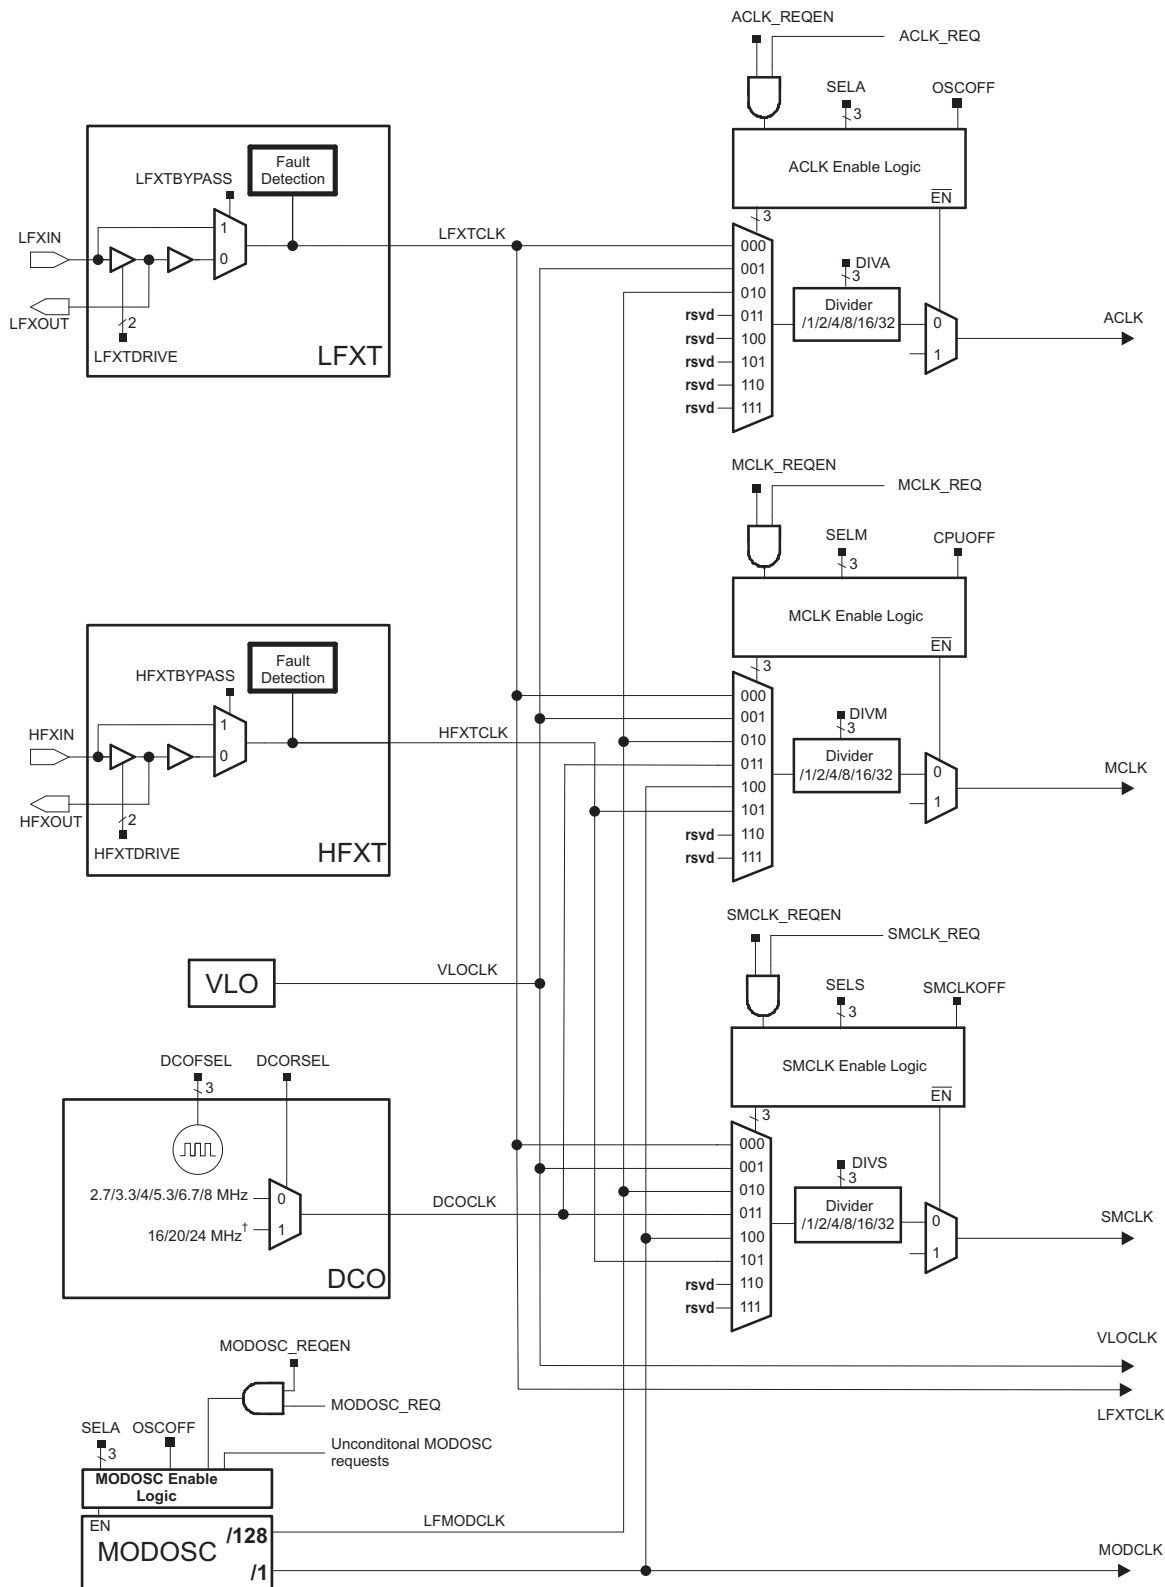 ACLK_REQEN
ACLK_REQ
SELA
OSCOFF
3
ACLK Enable Logic
EN
3
Fault
Detection
LFXTBYPASS
LFXIN
1
0
LFXOUT
2
LFXTDRIVE
LFXT
LFXTCLK
000
001
010
rsvd 011
rsvd 100
rsvd 101
rsvd 110
rsvd 111
DIVA
3
Divider
/1/2/4/8/16/32
0
1
ACLK
MCLK_REQEN
MCLK_REQ
SELM
CPUOFF
3
MCLK Enable Logic
EN
3
Fault
Detection
HFXTBYPASS
HFXIN
1
0
HFXOUT
2
HFXTDRIVE
HFXT
HFXTCLK
000
001
010
011
100
101
rsvd 110
rsvd 111
DIVM
3
Divider
/1/2/4/8/16/32
0
1
MCLK
SMCLK_REQEN
SMCLK_REQ
SELS
SMCLKOFF
3
SMCLK Enable Logic
EN
3
VLO
VLOCLK
DCOFSEL
DCORSEL
3
2.7/3.3/4/5.3/6.7/8 MHz
0
16/20/24 MHz†
1
DCO
DCOCLK
000
001
010
011
100
101
rsvd 110
rsvd 111
DIVS
3
Divider
/1/2/4/8/16/32
0
1
SMCLK
VLOCLK
LFXTCLK
MODOSC_REQEN
MODOSC_REQ
SELA
OSCOFF
3
Unconditonal MODOSC
requests
MODOSC Enable
Logic
EN
MODOSC
/128
/1
LFMODCLK
MODCLK